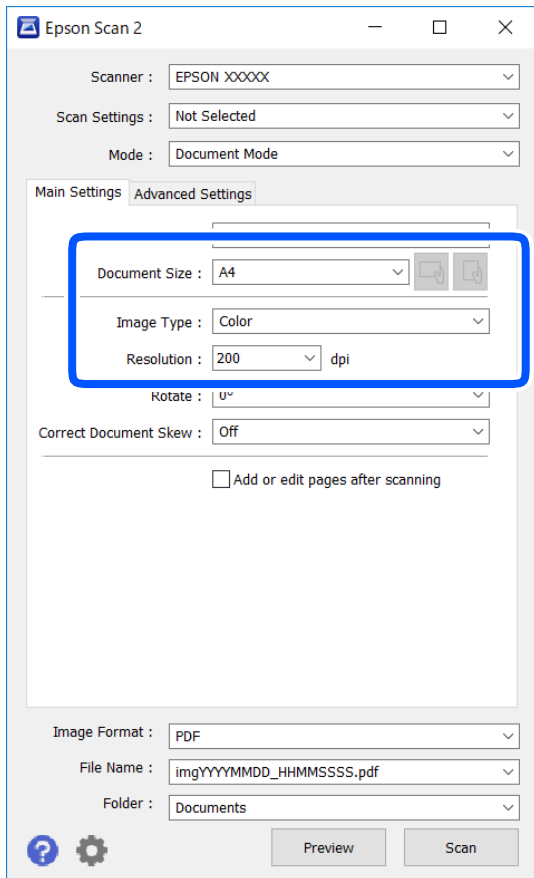 Epson Scan 2
Scanner : EPSON XXXXX
Scan Settings : Not Selected
Mode : Document Mode
Main Settings Advanced Settings
Document Size : A4
Image Type : Color
Resolution : 200 dpi
Rotate : 0º
Correct Document Skew : Off
Add or edit pages after scanning
Image Format : PDF
File Name : imgYYYYMMDD_HHMMSSSS.pdf
Folder : Documents
? Preview Scan